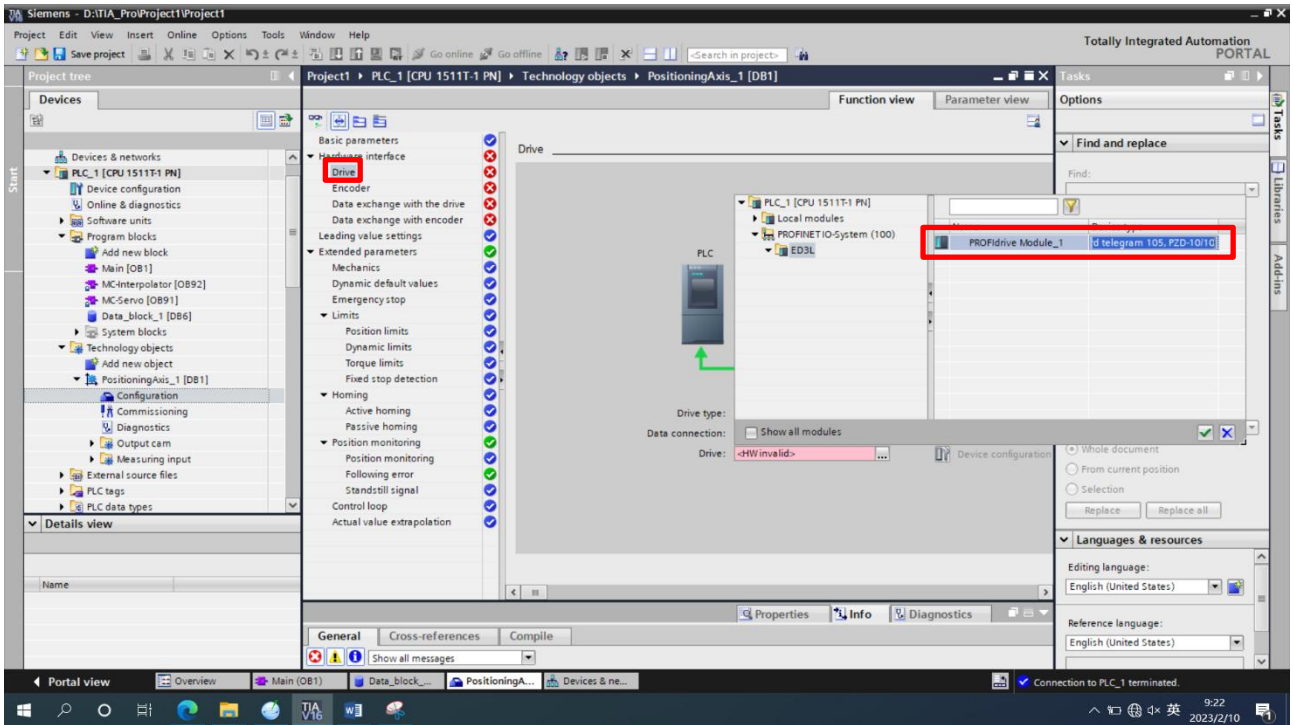 Siemens - D:\TIA_Pro\Project1\Project1
Project Edit View Insert Online Options Tools Window Help
Totally Integrated Automation
PORTAL
Save project
Go online
Go offline
<Search in project>
Project tree
Project1 ▸ PLC_1 [CPU 1511T-1 PN] ▸ Technology objects ▸ PositioningAxis_1 [DB1]
Tasks
Devices
Function view
Parameter view
Options
Start
Devices & networks
PLC_1 [CPU 1511T-1 PN]
Device configuration
Online & diagnostics
Software units
Program blocks
Add new block
Main [OB1]
MC-Interpolator [OB92]
MC-Servo [OB91]
Data_block_1 [DB6]
System blocks
Technology objects
Add new object
PositioningAxis_1 [DB1]
Configuration
Commissioning
Diagnostics
Output cam
Measuring input
External source files
PLC tags
PLC data types
Details view
Name
Basic parameters
Hardware interface
Drive
Encoder
Data exchange with the drive
Data exchange with encoder
Leading value settings
Extended parameters
Mechanics
Dynamic default values
Emergency stop
Limits
Position limits
Dynamic limits
Torque limits
Fixed stop detection
Homing
Active homing
Passive homing
Position monitoring
Position monitoring
Following error
Standstill signal
Control loop
Actual value extrapolation
Drive
PLC
Drive type:
Data connection:
Drive:
<HW invalid>
...
Device configuration
PLC_1 [CPU 1511T-1 PN]
Local modules
PROFINET IO-System (100)
ED3L
PROFIdrive Module_1
d telegram 105, PZD-10/10
Show all modules
Find and replace
Find:
Whole document
From current position
Selection
Replace
Replace all
Languages & resources
Editing language:
English (United States)
Reference language:
English (United States)
Tasks
Libraries
Add-ins
Properties
Info
Diagnostics
General
Cross-references
Compile
Show all messages
Portal view
Overview
Main (OB1)
Data_block_...
PositioningA...
Devices & ne...
Connection to PLC_1 terminated.
TIA
V16
英
9:22
2023/2/10